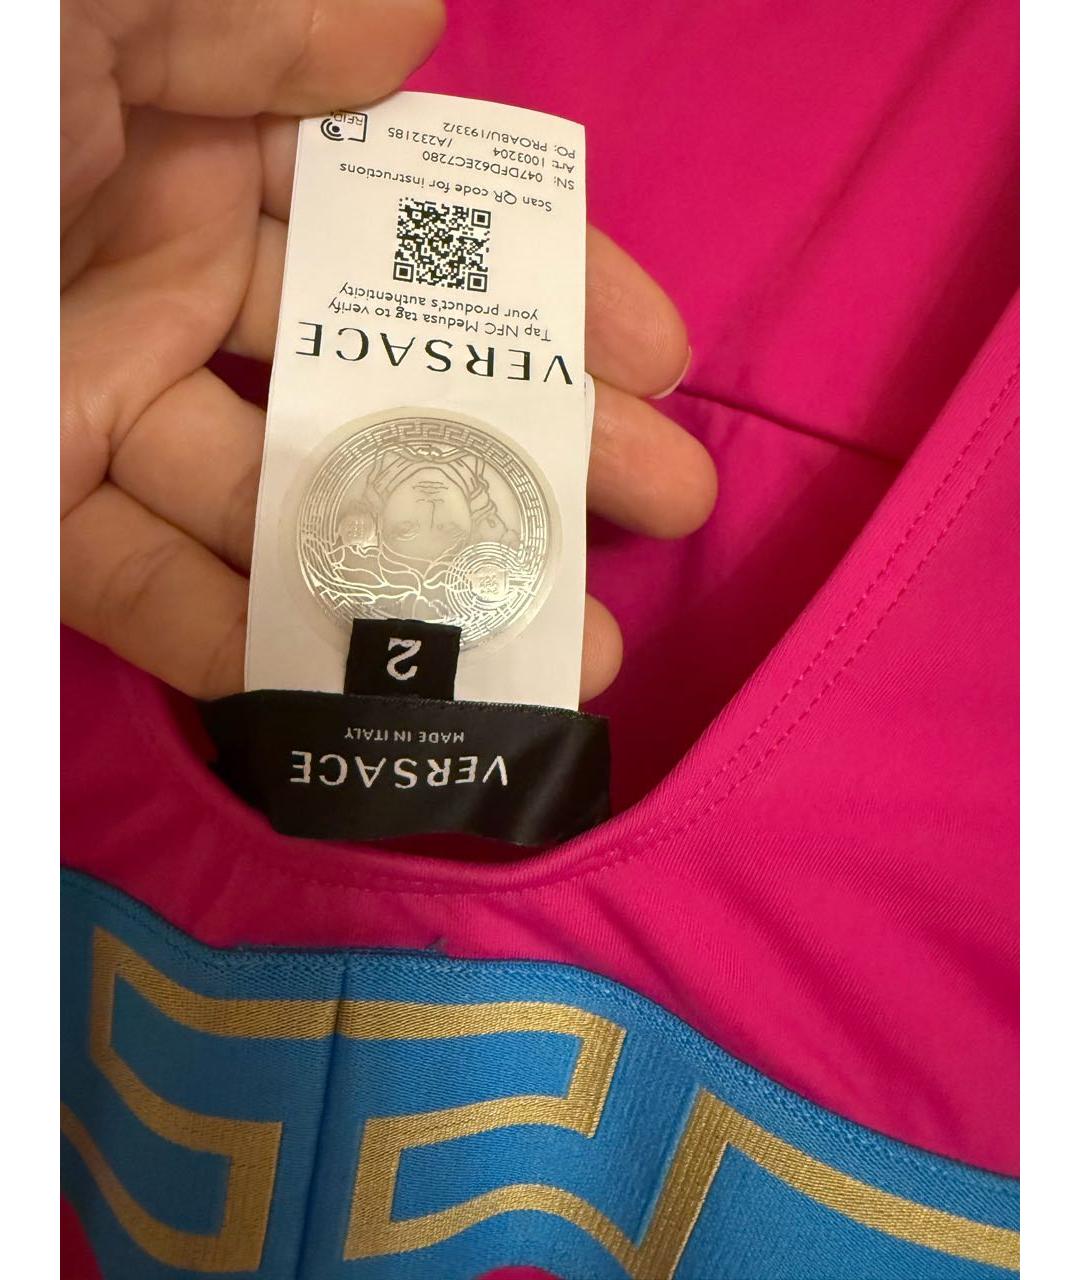 VERSACE
MADE IN ITALY
2
VERSACE
Tap NFC Medusa tag to verify
your product's authenticity
Scan QR code for instructions
SN: 047DFD62EC7280
Art: 1003204 /A232185
PO: PROABU/1933/2
RFID